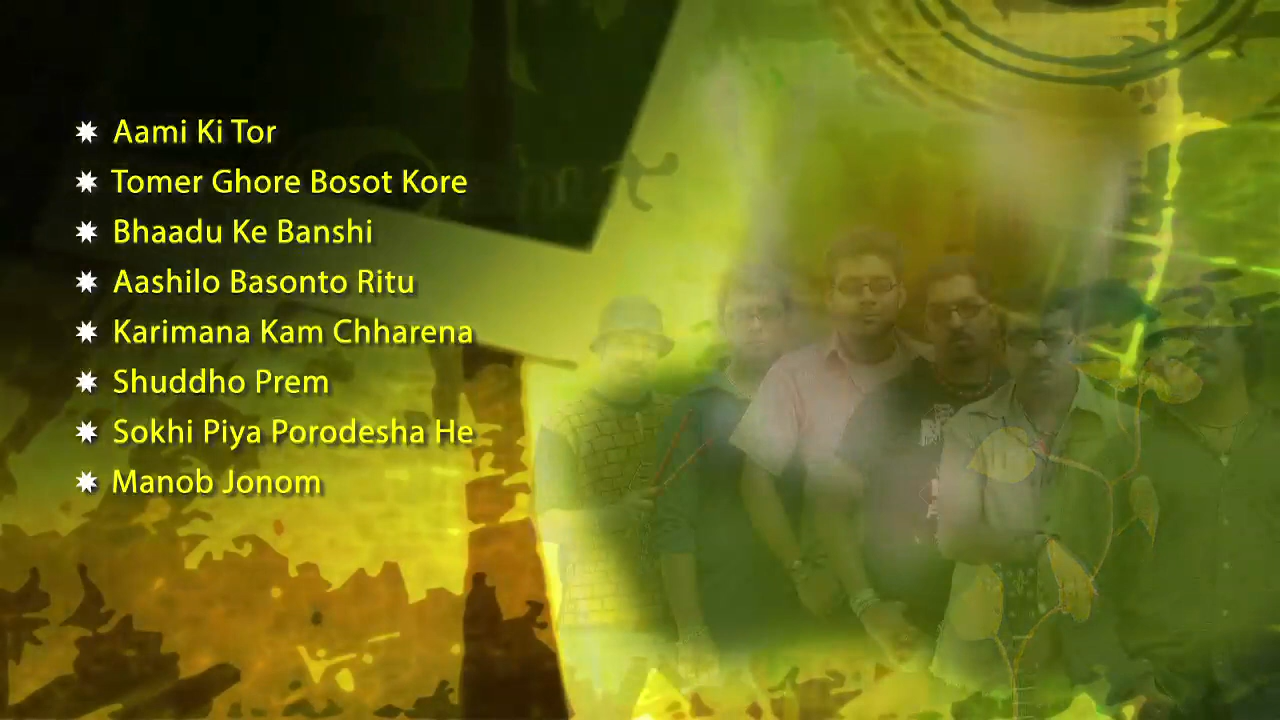 Aami Ki Tor
Tomer Ghore Bosot Kore
Bhaadu Ke Banshi
Aashilo Basonto Ritu
Karimana Kam Chharena
Shuddho Prem
Sokhi Piya Porodesha He
Manob Jonom